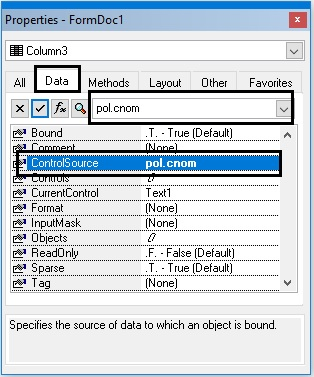 Properties - FormDoc1
Column3
All Data Methods Layout Other Favorites
fx pol.cnom
Bound .T. - True (Default)
Comment (None)
ControlSource pol.cnom
Controls
CurrentControl Text1
Format (None)
InputMask (None)
Objects
ReadOnly .F. - False (Default)
Sparse .T. - True (Default)
Tag (None)
Specifies the source of data to which an object is bound.